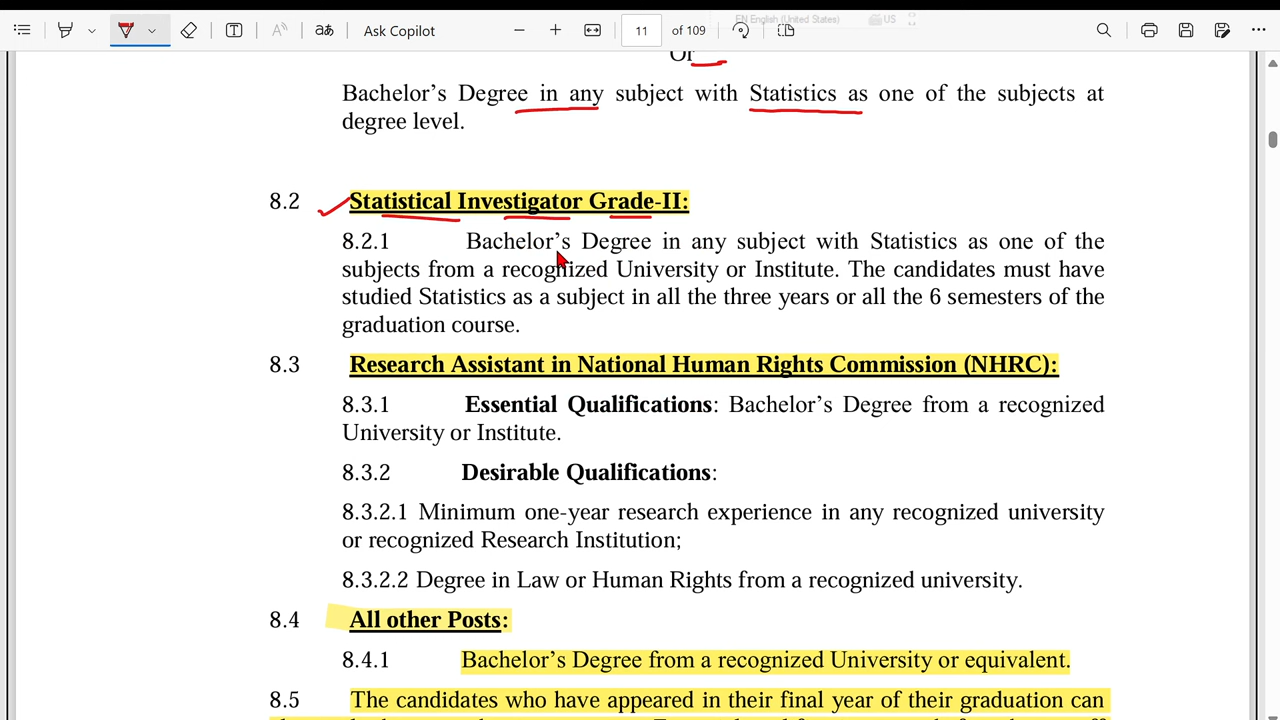 EN English (United States) US
Ask Copilot 11 of 109
Or
Bachelor's Degree in any subject with Statistics as one of the subjects at
degree level.
8.2 Statistical Investigator Grade-II:
8.2.1 Bachelor's Degree in any subject with Statistics as one of the
subjects from a recognized University or Institute. The candidates must have
studied Statistics as a subject in all the three years or all the 6 semesters of the
graduation course.
8.3 Research Assistant in National Human Rights Commission (NHRC):
8.3.1 Essential Qualifications: Bachelor's Degree from a recognized
University or Institute.
8.3.2 Desirable Qualifications:
8.3.2.1 Minimum one-year research experience in any recognized university
or recognized Research Institution;
8.3.2.2 Degree in Law or Human Rights from a recognized university.
8.4 All other Posts:
8.4.1 Bachelor's Degree from a recognized University or equivalent.
8.5 The candidates who have appeared in their final year of their graduation can